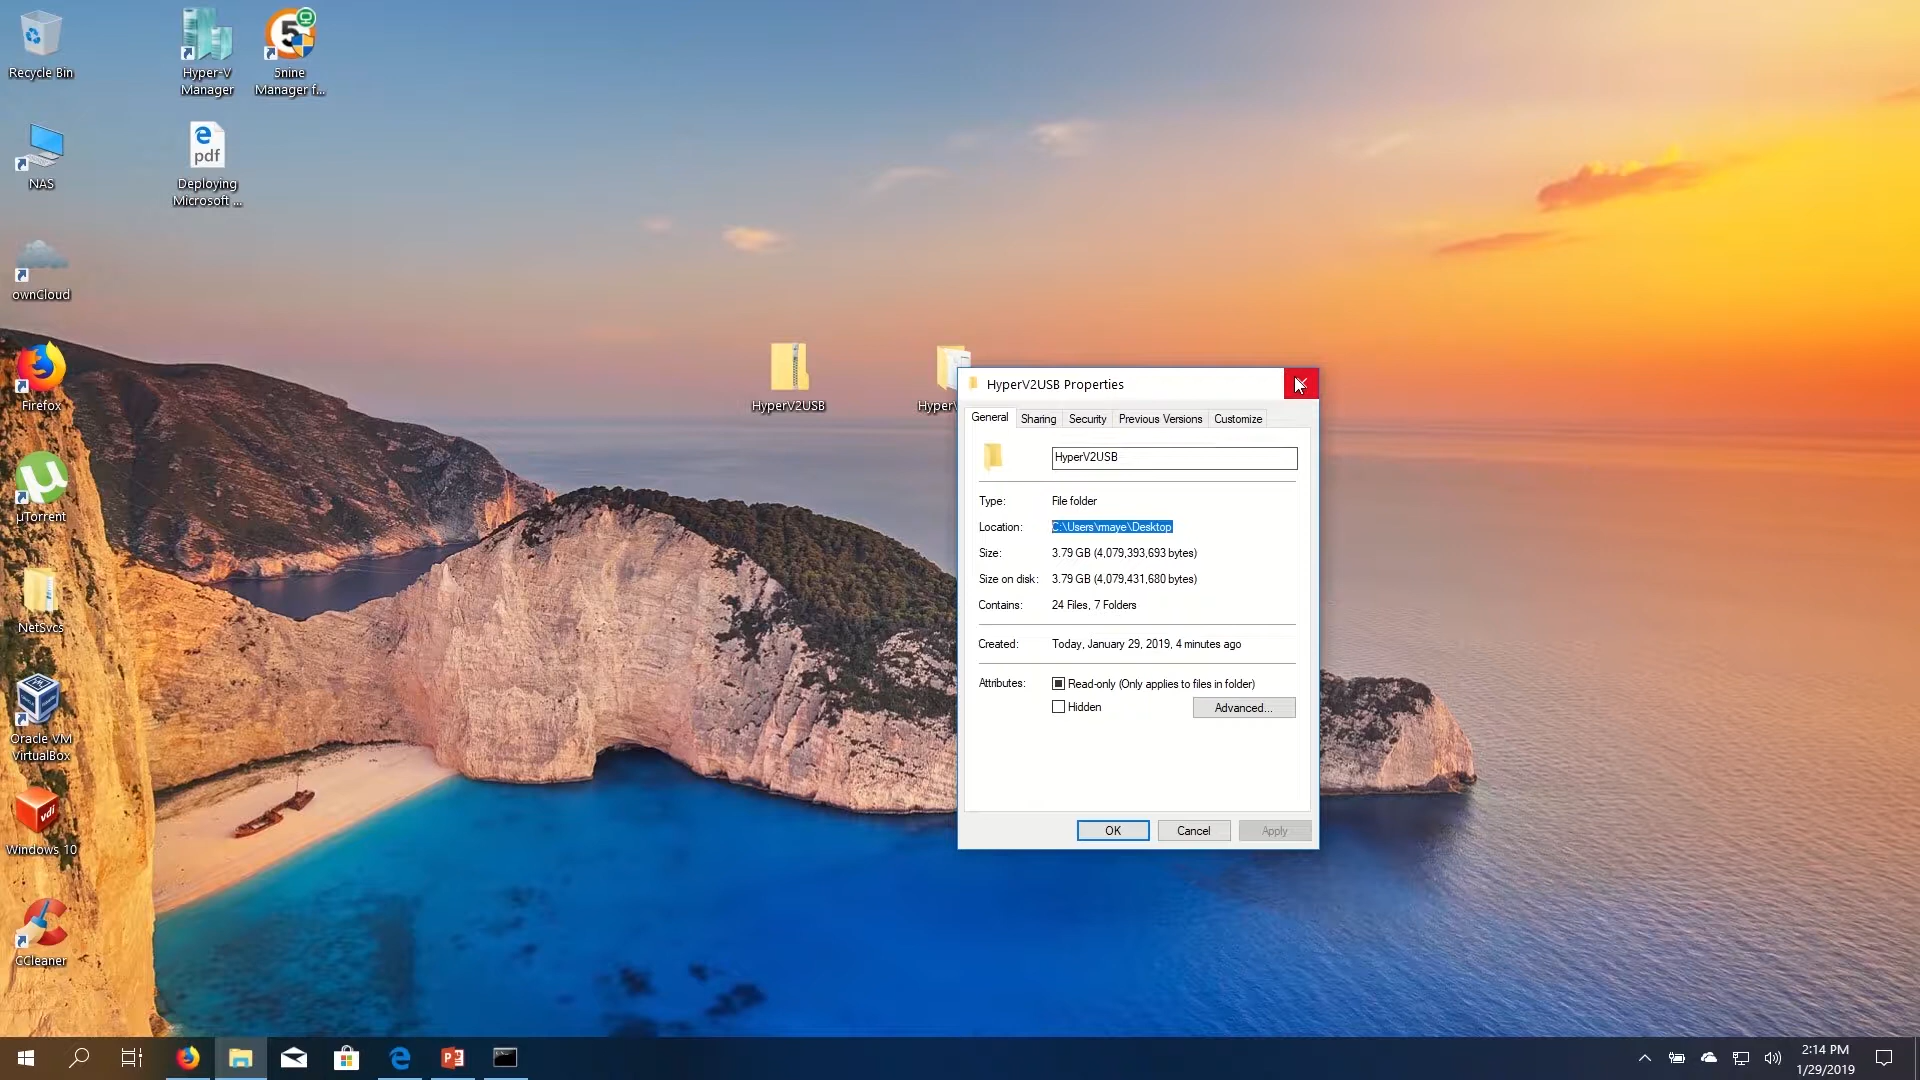 Recycle Bin
Hyper-V
Manager
5
5nine
Manager f...
NAS
pdf
Deploying
Microsoft ...
ownCloud
Firefox
µ
µTorrent
NetSvcs
Oracle VM
VirtualBox
vdi
Windows 10
CCleaner
HyperV2USB
HyperV2USB Properties
General
Sharing
Security
Previous Versions
Customize
HyperV2USB
Type: File folder
Location: C:\Users\rmaye\Desktop
Size: 3.79 GB (4,079,393,693 bytes)
Size on disk: 3.79 GB (4,079,431,680 bytes)
Contains: 24 Files, 7 Folders
Created: Today, January 29, 2019, 4 minutes ago
Attributes: Read-only (Only applies to files in folder)
Hidden
Advanced...
OK
Cancel
Apply
2:14 PM
1/29/2019